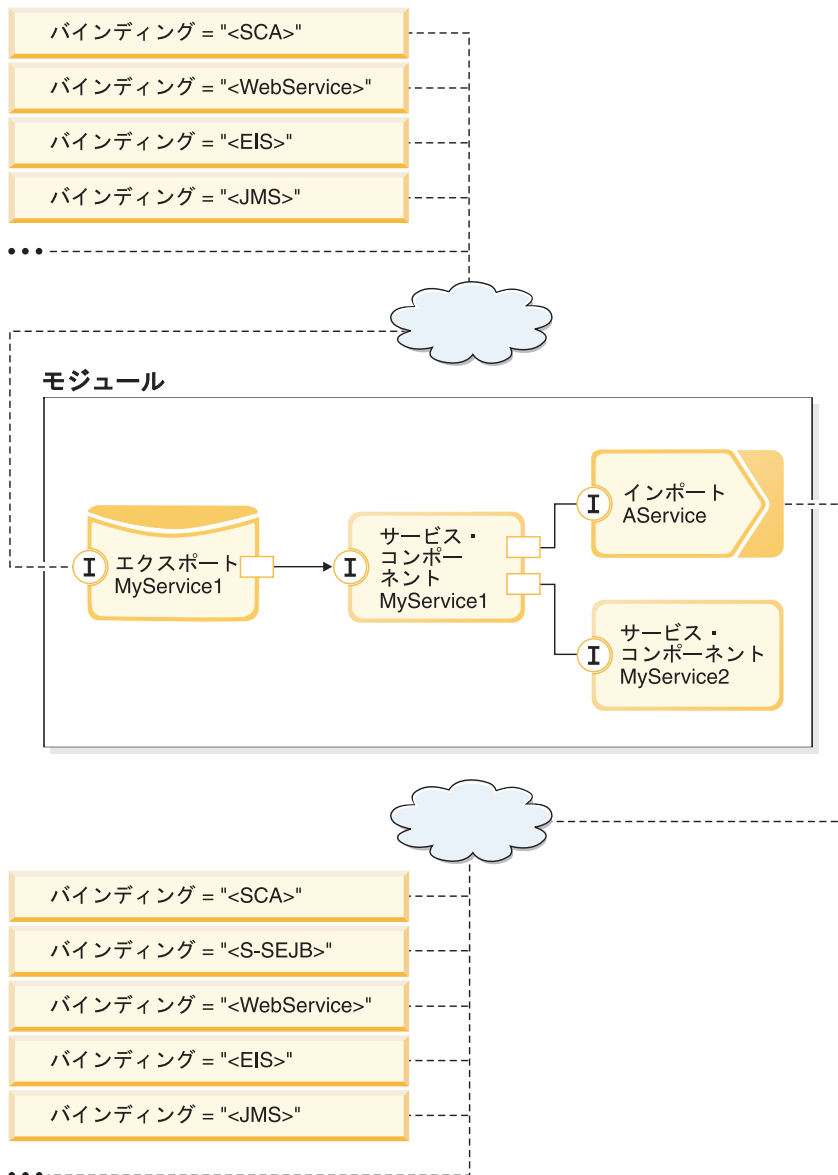 バインディング = "<SCA>"
バインディング = "<WebService>"
バインディング = "<EIS>"
バインディング = "<JMS>"
•••
モジュール
エクスポート
MyService1
サービス・
コンポー
ネント
MyService1
インポート
AService
サービス・
コンポーネント
MyService2
バインディング = "<SCA>"
バインディング = "<S-SEJB>"
バインディング = "<WebService>"
バインディング = "<EIS>"
バインディング = "<JMS>"
•••